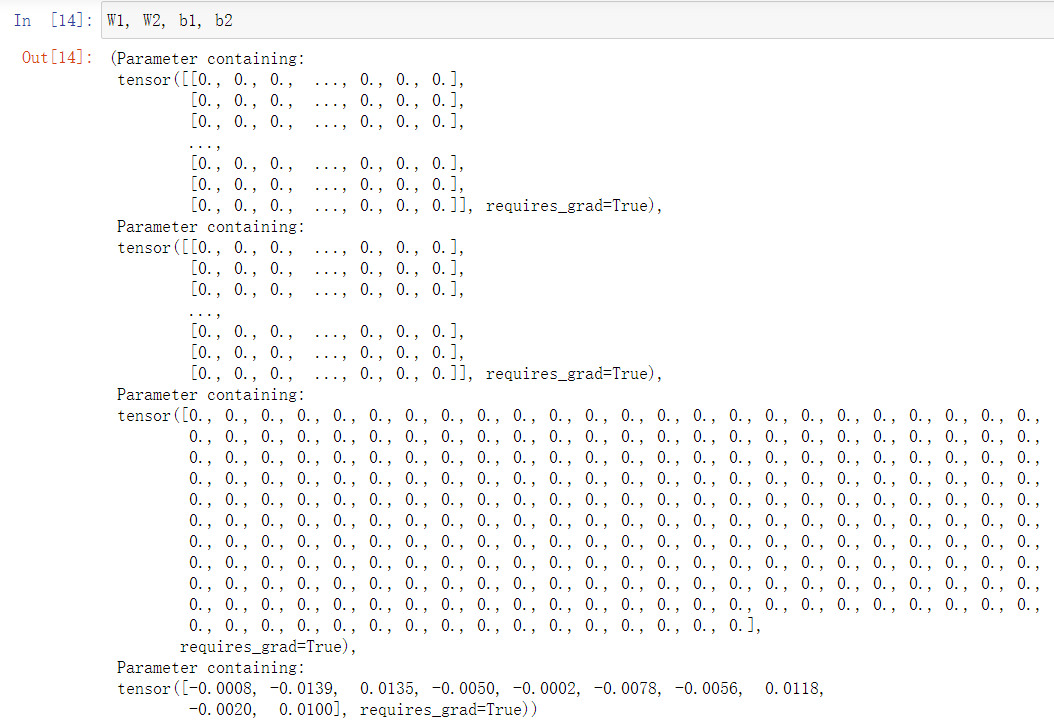 In [14]: W1, W2, b1, b2
Out[14]: (Parameter containing:
tensor([[0., 0., 0., ..., 0., 0., 0.],
[0., 0., 0., ..., 0., 0., 0.],
[0., 0., 0., ..., 0., 0., 0.],
...,
[0., 0., 0., ..., 0., 0., 0.],
[0., 0., 0., ..., 0., 0., 0.],
[0., 0., 0., ..., 0., 0., 0.]], requires_grad=True),
Parameter containing:
tensor([[0., 0., 0., ..., 0., 0., 0.],
[0., 0., 0., ..., 0., 0., 0.],
[0., 0., 0., ..., 0., 0., 0.],
...,
[0., 0., 0., ..., 0., 0., 0.],
[0., 0., 0., ..., 0., 0., 0.],
[0., 0., 0., ..., 0., 0., 0.]], requires_grad=True),
Parameter containing:
tensor([0., 0., 0., 0., 0., 0., 0., 0., 0., 0., 0., 0., 0., 0., 0., 0., 0., 0., 0., 0., 0., 0., 0., 0.,
0., 0., 0., 0., 0., 0., 0., 0., 0., 0., 0., 0., 0., 0., 0., 0., 0., 0., 0., 0., 0., 0., 0., 0.,
0., 0., 0., 0., 0., 0., 0., 0., 0., 0., 0., 0., 0., 0., 0., 0., 0., 0., 0., 0., 0., 0., 0., 0.,
0., 0., 0., 0., 0., 0., 0., 0., 0., 0., 0., 0., 0., 0., 0., 0., 0., 0., 0., 0., 0., 0., 0., 0.,
0., 0., 0., 0., 0., 0., 0., 0., 0., 0., 0., 0., 0., 0., 0., 0., 0., 0., 0., 0., 0., 0., 0., 0.,
0., 0., 0., 0., 0., 0., 0., 0., 0., 0., 0., 0., 0., 0., 0., 0., 0., 0., 0., 0., 0., 0., 0., 0.,
0., 0., 0., 0., 0., 0., 0., 0., 0., 0., 0., 0., 0., 0., 0., 0., 0., 0., 0., 0., 0., 0., 0., 0.,
0., 0., 0., 0., 0., 0., 0., 0., 0., 0., 0., 0., 0., 0., 0., 0., 0., 0., 0., 0., 0., 0., 0., 0.,
0., 0., 0., 0., 0., 0., 0., 0., 0., 0., 0., 0., 0., 0., 0., 0., 0., 0., 0., 0., 0., 0., 0., 0.,
0., 0., 0., 0., 0., 0., 0., 0., 0., 0., 0., 0., 0., 0., 0., 0., 0., 0., 0., 0., 0., 0., 0., 0.,
0., 0., 0., 0., 0., 0., 0., 0., 0., 0., 0., 0., 0., 0., 0., 0.],
requires_grad=True),
Parameter containing:
tensor([-0.0008, -0.0139, 0.0135, -0.0050, -0.0002, -0.0078, -0.0056, 0.0118,
-0.0020, 0.0100], requires_grad=True))